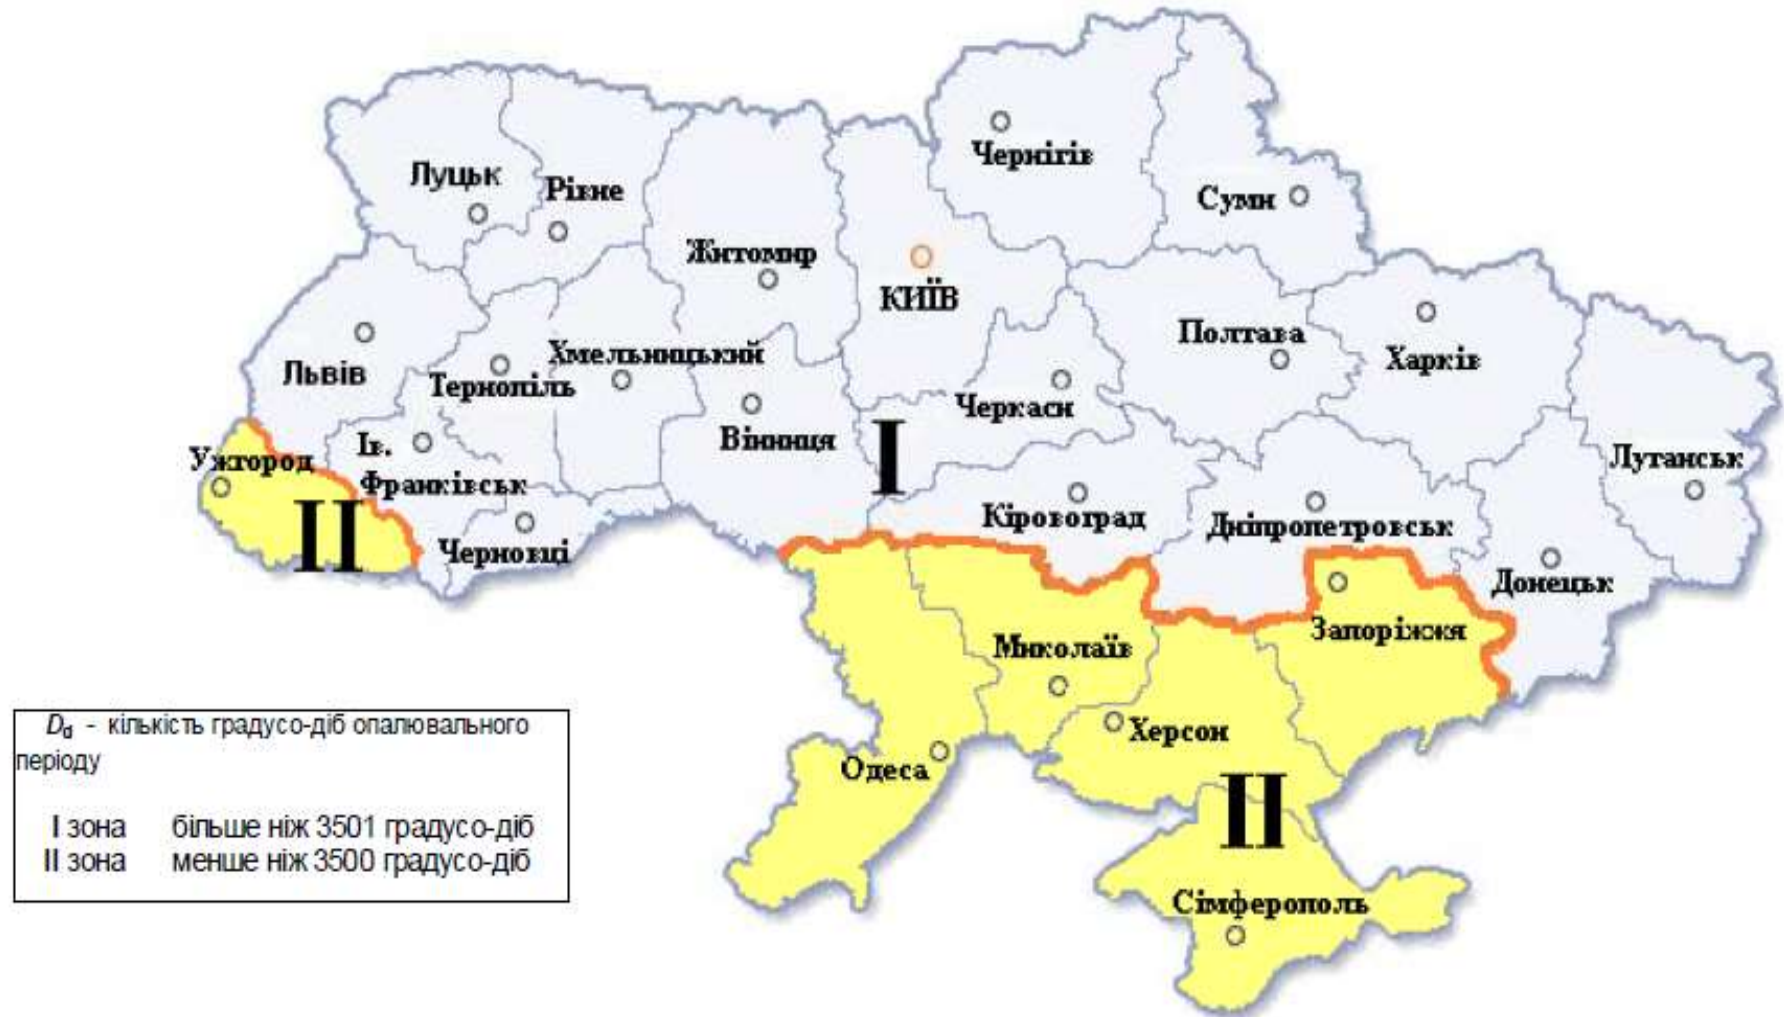 Чернігів
Луцьк
Рівне
Суми
Житомир
КИЇВ
Полтава
Харків
Львів
Тернопіль
Хмельницький
Черкаси
Вінниця
I
Ужгород
Ів.
Франківськ
II
Черновці
Кіровоград
Дніпропетровськ
Луганськ
Донецьк
Запоріжжя
Миколаїв
Херсон
Одеса
II
Сімферополь
Dd - кількість градусо-діб опалювального
періоду
I зона більше ніж 3501 градусо-діб
II зона менше ніж 3500 градусо-діб